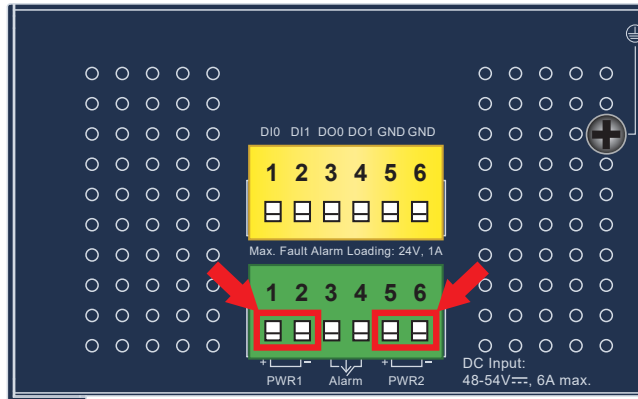 DI0 DI1 DO0 DO1 GND GND
1 2 3 4 5 6
Max. Fault Alarm Loading: 24V, 1A
1 2 3 4 5 6
+ − + −
PWR1 Alarm PWR2
DC Input:
48-54V⎓, 6A max.